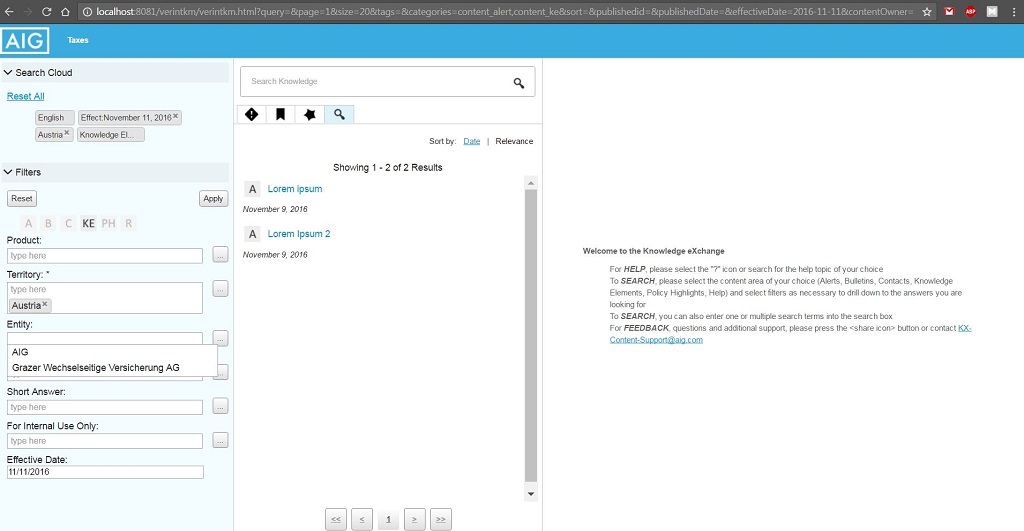 localhost:8081/verintkm/verintkm.html?query=&page=1&size=20&tags=&categories=content_alert,content_ke&sort=&publishedid=&publishedDate=&effectiveDate=2016-11-11&contentOwner=
ABP
AIG
Taxes
Search Cloud
Reset All
English
Effect:November 11, 2016
Austria
Knowledge El...
Filters
Reset
Apply
A B C KE PH R
Product:
type here
...
Territory: *
type here
...
Austria
Entity:
...
AIG
Grazer Wechselseitige Versicherung AG
...
Short Answer:
type here
...
For Internal Use Only:
type here
...
Effective Date:
11/11/2016
Search Knowledge
Sort by: Date | Relevance
Showing 1 - 2 of 2 Results
A Lorem ipsum
November 9, 2016
A Lorem Ipsum 2
November 9, 2016
<< < 1 > >>
Welcome to the Knowledge eXchange
For HELP, please select the "?" icon or search for the help topic of your choice
To SEARCH, please select the content area of your choice (Alerts, Bulletins, Contacts, Knowledge
Elements, Policy Highlights, Help) and select filters as necessary to drill down to the answers you are
looking for
To SEARCH, you can also enter one or multiple search terms into the search box
For FEEDBACK, questions and additional support, please press the <share icon> button or contact KX-
Content-Support@aig.com